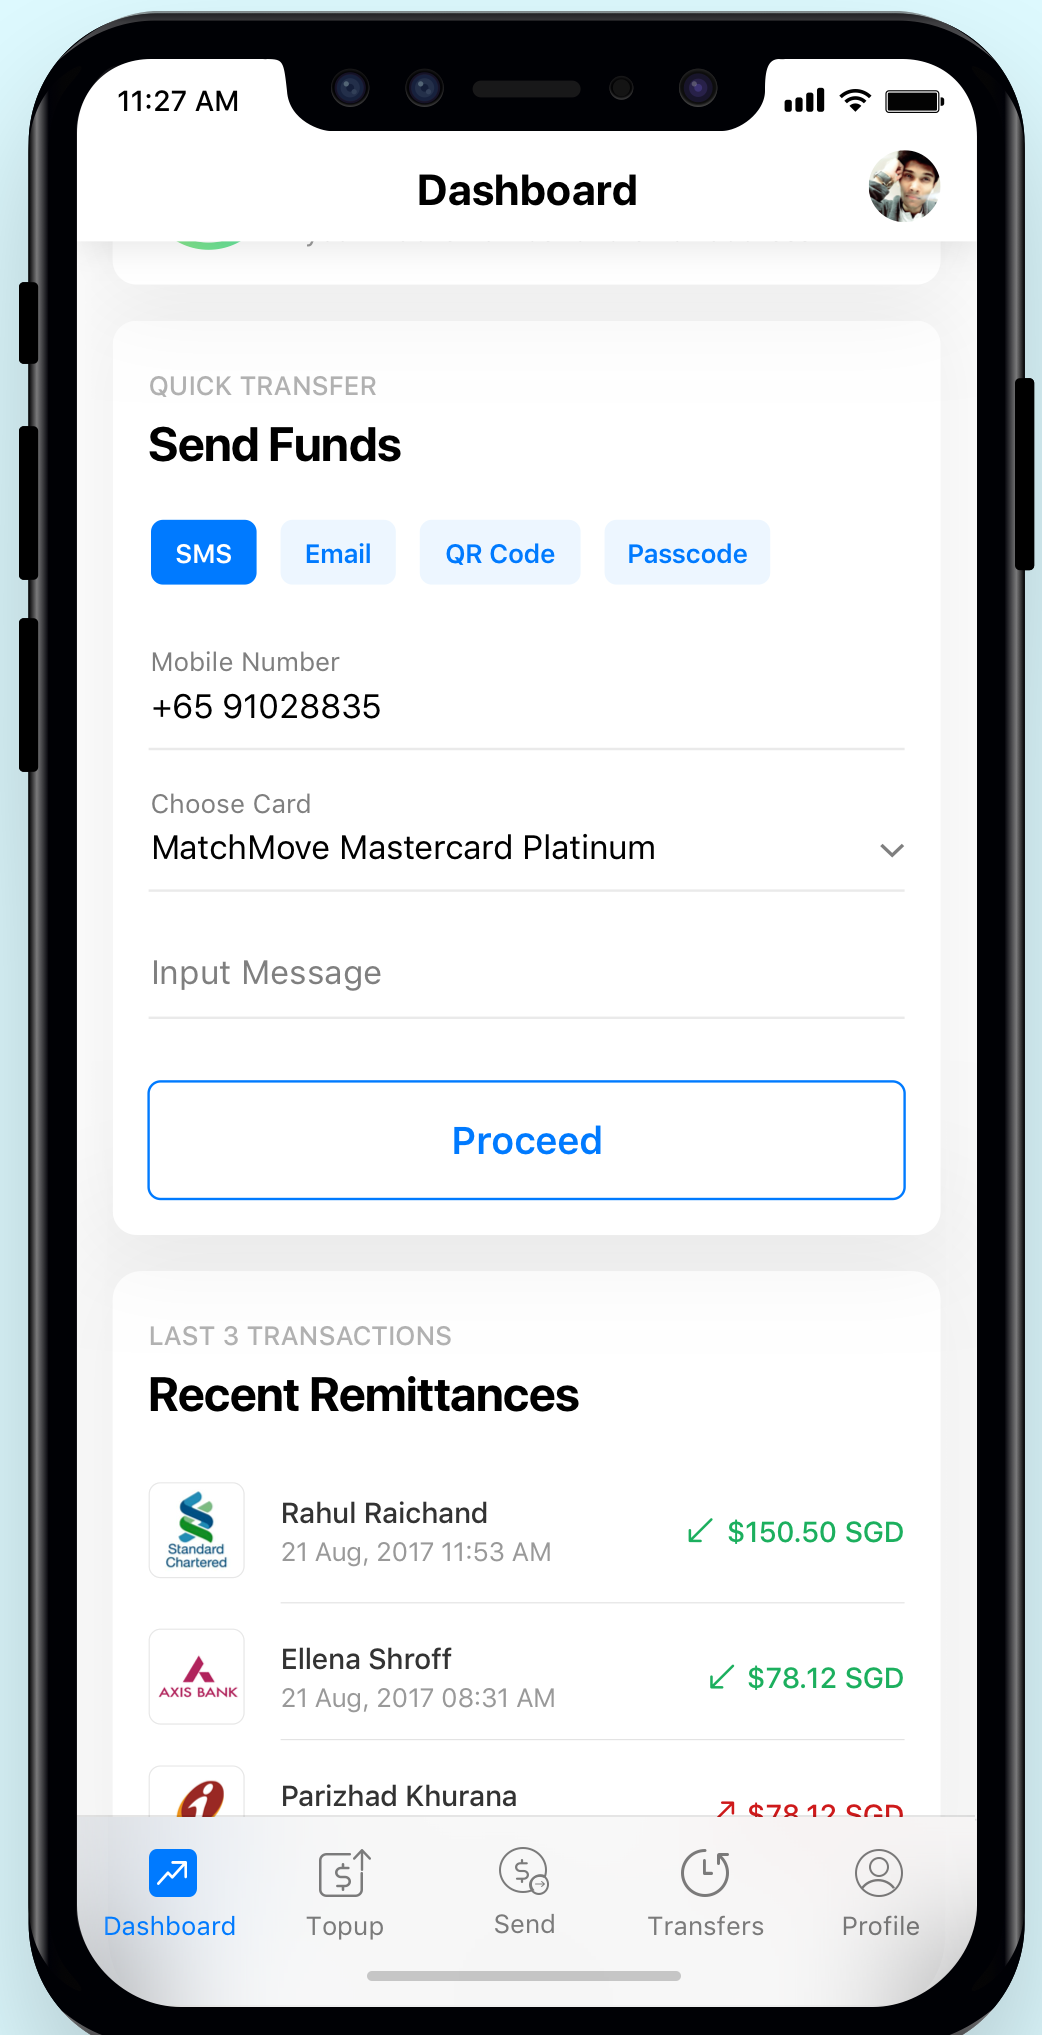 11:27 AM
Dashboard
QUICK TRANSFER
Send Funds
SMS Email QR Code Passcode
Mobile Number
+65 91028835
Choose Card
MatchMove Mastercard Platinum
Input Message
Proceed
LAST 3 TRANSACTIONS
Recent Remittances
Standard
Chartered
Rahul Raichand
21 Aug, 2017 11:53 AM
$150.50 SGD
AXIS BANK
Ellena Shroff
21 Aug, 2017 08:31 AM
$78.12 SGD
Parizhad Khurana
$78.12 SGD
Dashboard Topup Send Transfers Profile